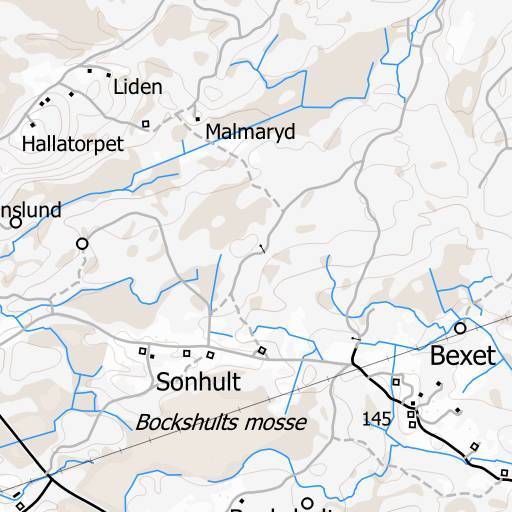 Liden
Malmaryd
Hallatorpet
nslund
Bexet
Sonhult
Bockshults mosse
145